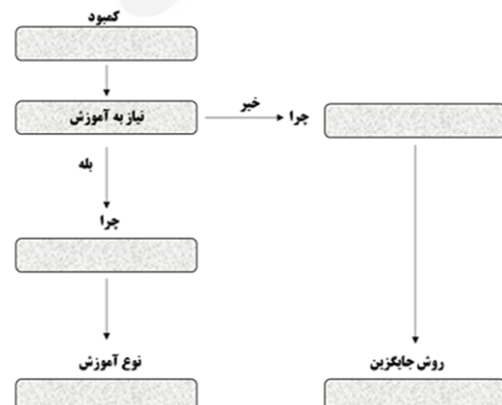 کمبود
نیاز به آموزش
خیر
چرا
بله
چرا
نوع آموزش
روش جایگزین